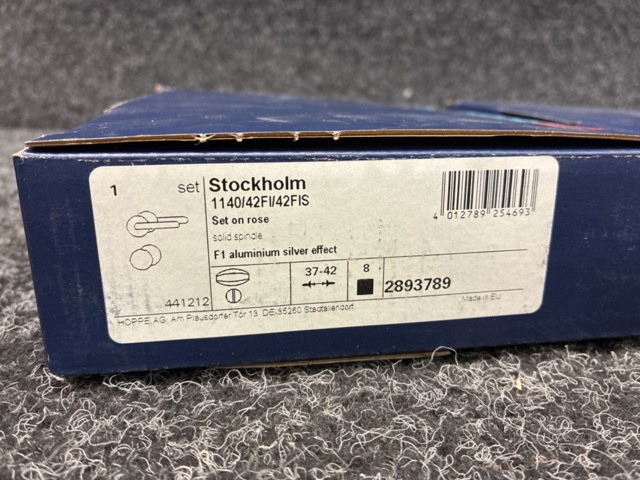 1 set Stockholm
1140/42FI/42FIS
Set on rose
solid spindle
F1 aluminium silver effect
4 012789 254693
37-42 8
2893789
441212
Made in EU
HOPPE AG, Am Plausdorfer Tor 13, DE-35260 Stadtallendorf